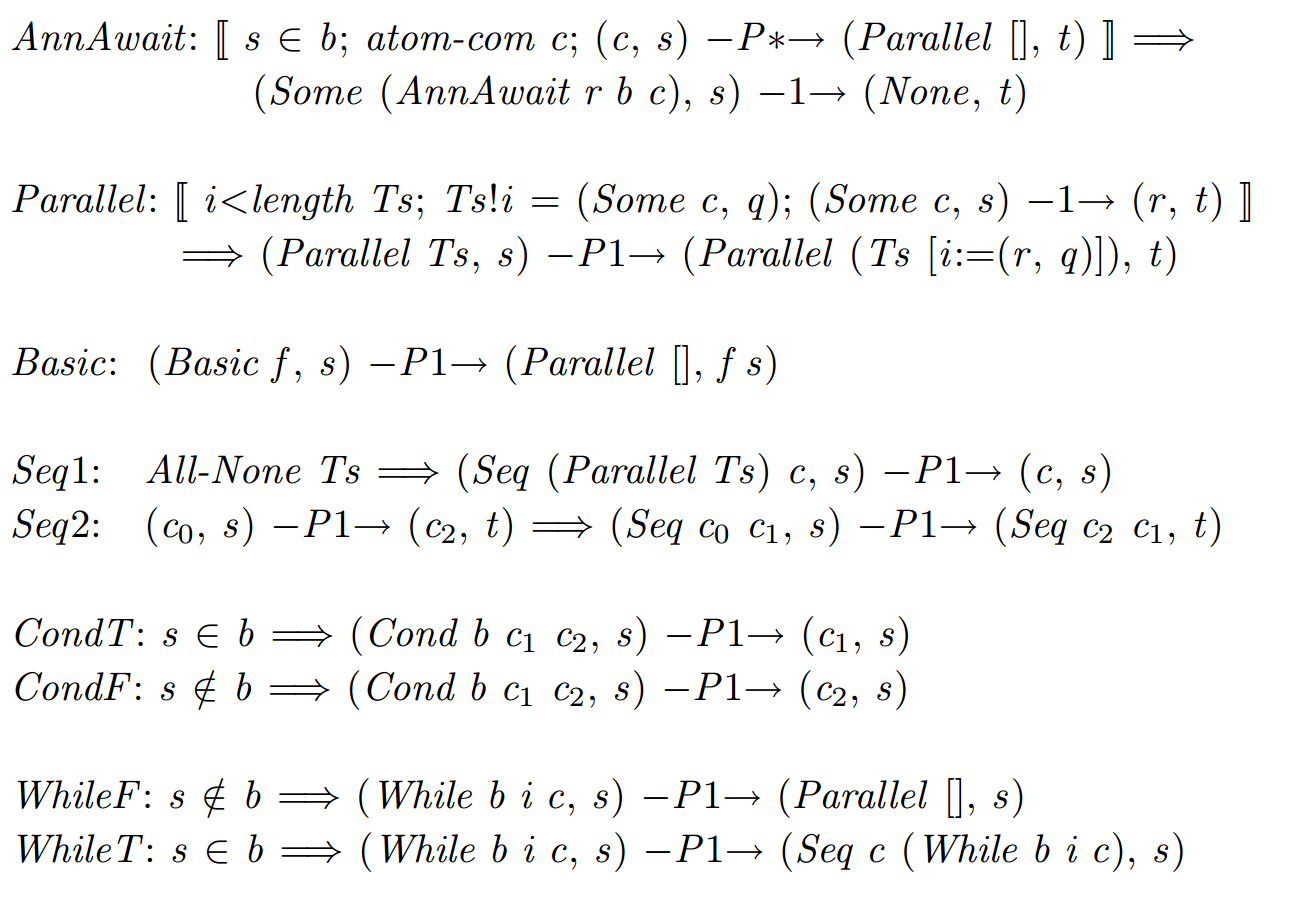 AnnAwait: ⟦ s ∈ b; atom-com c; (c, s) −P*→ (Parallel [], t) ⟧ ⟹
(Some (AnnAwait r b c), s) −1→ (None, t)
Parallel: ⟦ i<length Ts; Ts!i = (Some c, q); (Some c, s) −1→ (r, t) ⟧
⟹ (Parallel Ts, s) −P1→ (Parallel (Ts [i:=(r, q)]), t)
Basic: (Basic f, s) −P1→ (Parallel [], f s)
Seq1: All-None Ts ⟹ (Seq (Parallel Ts) c, s) −P1→ (c, s)
Seq2: (c₀, s) −P1→ (c₂, t) ⟹ (Seq c₀ c₁, s) −P1→ (Seq c₂ c₁, t)
CondT: s ∈ b ⟹ (Cond b c₁ c₂, s) −P1→ (c₁, s)
CondF: s ∉ b ⟹ (Cond b c₁ c₂, s) −P1→ (c₂, s)
WhileF: s ∉ b ⟹ (While b i c, s) −P1→ (Parallel [], s)
WhileT: s ∈ b ⟹ (While b i c, s) −P1→ (Seq c (While b i c), s)